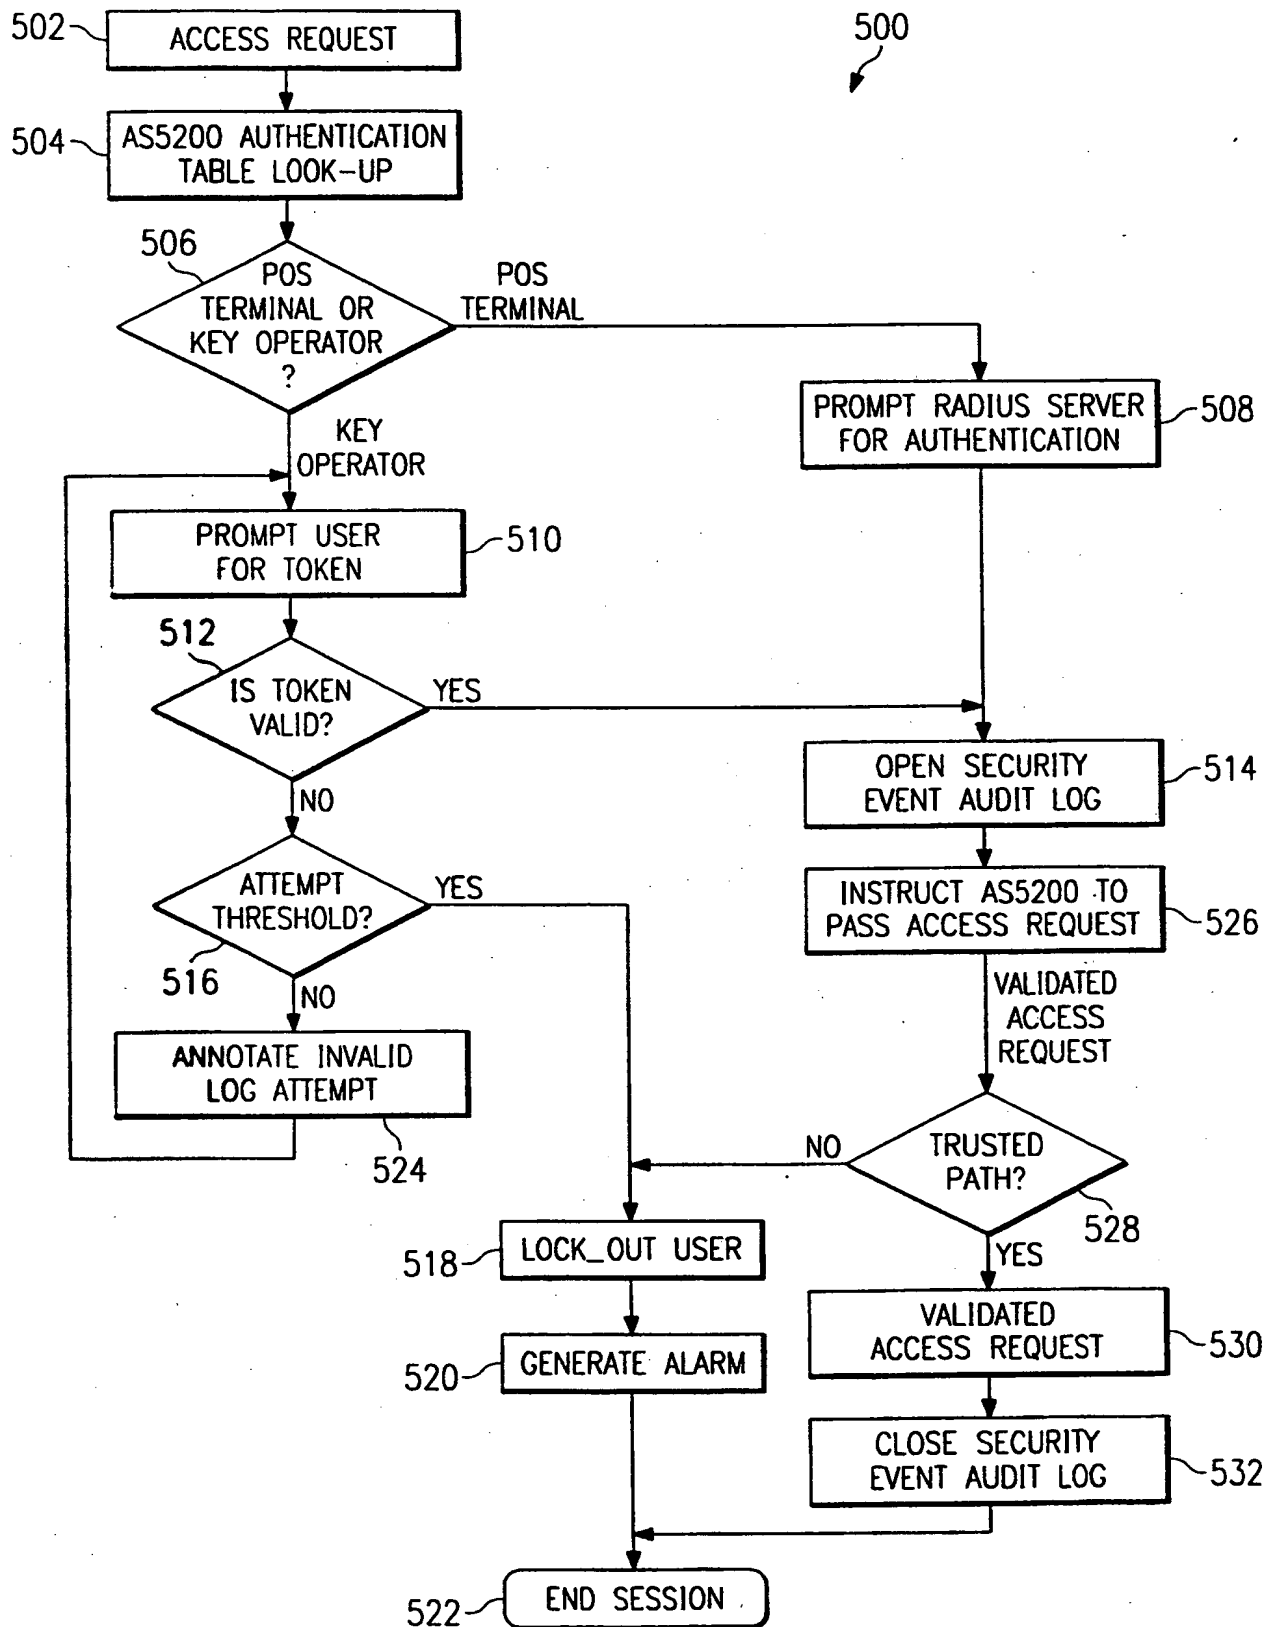 502
ACCESS REQUEST
500
504
AS5200 AUTHENTICATION
TABLE LOOK-UP
506
POS
TERMINAL OR
KEY OPERATOR
?
POS
TERMINAL
KEY
OPERATOR
PROMPT RADIUS SERVER
FOR AUTHENTICATION
508
PROMPT USER
FOR TOKEN
510
512
IS TOKEN
VALID?
YES
NO
OPEN SECURITY
EVENT AUDIT LOG
514
ATTEMPT
THRESHOLD?
YES
516
NO
INSTRUCT AS5200 TO
PASS ACCESS REQUEST
526
VALIDATED
ACCESS
REQUEST
ANNOTATE INVALID
LOG ATTEMPT
524
NO
TRUSTED
PATH?
528
YES
518
LOCK_OUT USER
VALIDATED
ACCESS REQUEST
530
520
GENERATE ALARM
CLOSE SECURITY
EVENT AUDIT LOG
532
522
END SESSION